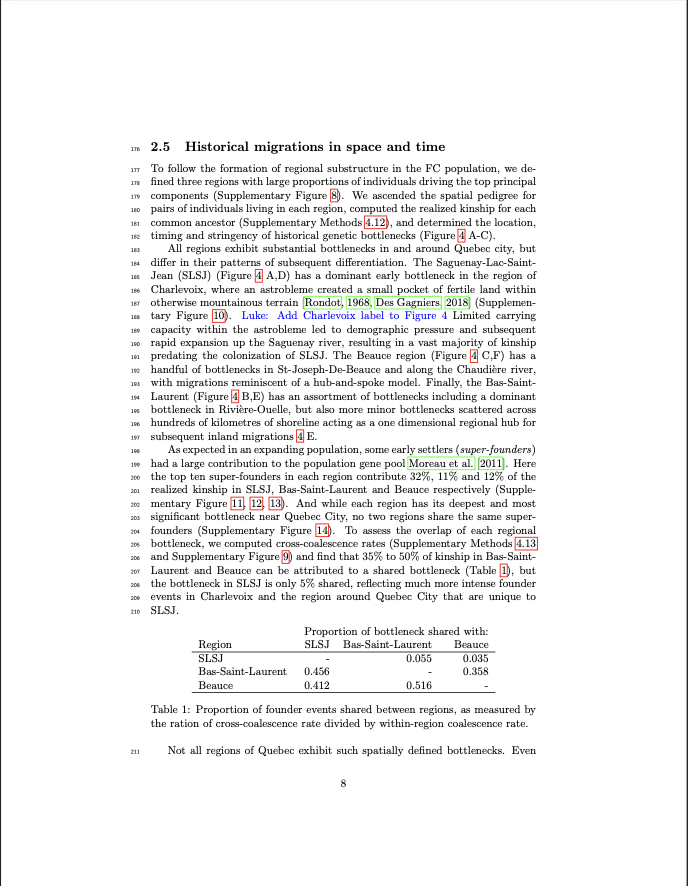 176 2.5 Historical migrations in space and time
177 To follow the formation of regional substructure in the FC population, we de-
178 fined three regions with large proportions of individuals driving the top principal
179 components (Supplementary Figure 8). We ascended the spatial pedigree for
180 pairs of individuals living in each region, computed the realized kinship for each
181 common ancestor (Supplementary Methods 4.12), and determined the location,
182 timing and stringency of historical genetic bottlenecks (Figure 4 A-C).
183 All regions exhibit substantial bottlenecks in and around Quebec city, but
184 differ in their patterns of subsequent differentiation. The Saguenay-Lac-Saint-
185 Jean (SLSJ) (Figure 4 A,D) has a dominant early bottleneck in the region of
186 Charlevoix, where an astrobleme created a small pocket of fertile land within
187 otherwise mountainous terrain Rondot, 1968, Des Gagniers, 2018] (Supplemen-
188 tary Figure 10). Luke: Add Charlevoix label to Figure 4 Limited carrying
189 capacity within the astrobleme led to demographic pressure and subsequent
190 rapid expansion up the Saguenay river, resulting in a vast majority of kinship
191 predating the colonization of SLSJ. The Beauce region (Figure 4 C,F) has a
192 handful of bottlenecks in St-Joseph-De-Beauce and along the Chaudière river,
193 with migrations reminiscent of a hub-and-spoke model. Finally, the Bas-Saint-
194 Laurent (Figure 4 B,E) has an assortment of bottlenecks including a dominant
195 bottleneck in Rivière-Ouelle, but also more minor bottlenecks scattered across
196 hundreds of kilometres of shoreline acting as a one dimensional regional hub for
197 subsequent inland migrations 4 E.
198 As expected in an expanding population, some early settlers (super-founders)
199 had a large contribution to the population gene pool Moreau et al. [2011]. Here
200 the top ten super-founders in each region contribute 32%, 11% and 12% of the
201 realized kinship in SLSJ, Bas-Saint-Laurent and Beauce respectively (Supple-
202 mentary Figure 11, 12, 13). And while each region has its deepest and most
203 significant bottleneck near Quebec City, no two regions share the same super-
204 founders (Supplementary Figure 14). To assess the overlap of each regional
205 bottleneck, we computed cross-coalescence rates (Supplementary Methods 4.13
206 and Supplementary Figure 9) and find that 35% to 50% of kinship in Bas-Saint-
207 Laurent and Beauce can be attributed to a shared bottleneck (Table 1), but
208 the bottleneck in SLSJ is only 5% shared, reflecting much more intense founder
209 events in Charlevoix and the region around Quebec City that are unique to
210 SLSJ.
Proportion of bottleneck shared with:
Region SLSJ Bas-Saint-Laurent Beauce
SLSJ - 0.055 0.035
Bas-Saint-Laurent 0.456 - 0.358
Beauce 0.412 0.516 -
Table 1: Proportion of founder events shared between regions, as measured by
the ration of cross-coalescence rate divided by within-region coalescence rate.
211 Not all regions of Quebec exhibit such spatially defined bottlenecks. Even
8